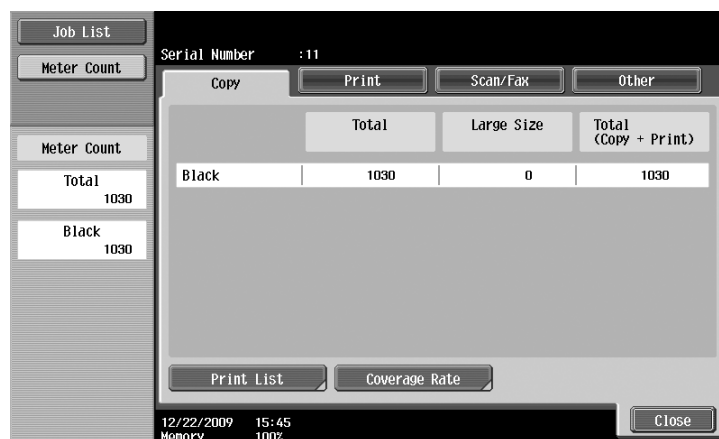 Job List
Meter Count
Serial Number :11
Copy Print Scan/Fax Other
Total Large Size Total
(Copy + Print)
Black 1030 0 1030
Meter Count
Total
1030
Black
1030
Print List Coverage Rate
12/22/2009 15:45
Memory 100%
Close